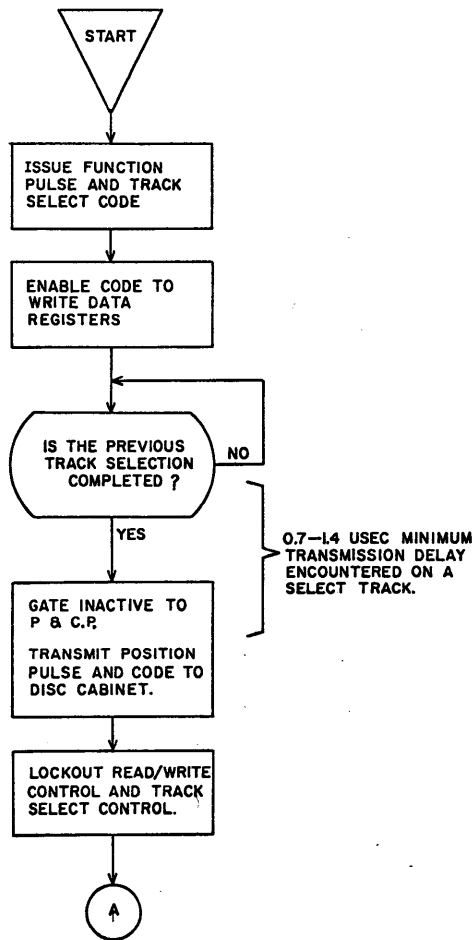 START
ISSUE FUNCTION
PULSE AND TRACK
SELECT CODE
ENABLE CODE TO
WRITE DATA
REGISTERS
IS THE PREVIOUS
TRACK SELECTION
COMPLETED ?
NO
YES
0.7–1.4 USEC MINIMUM
TRANSMISSION DELAY
ENCOUNTERED ON A
SELECT TRACK.
GATE INACTIVE TO
P & C.P.
TRANSMIT POSITION
PULSE AND CODE TO
DISC CABINET.
LOCKOUT READ/WRITE
CONTROL AND TRACK
SELECT CONTROL.
A